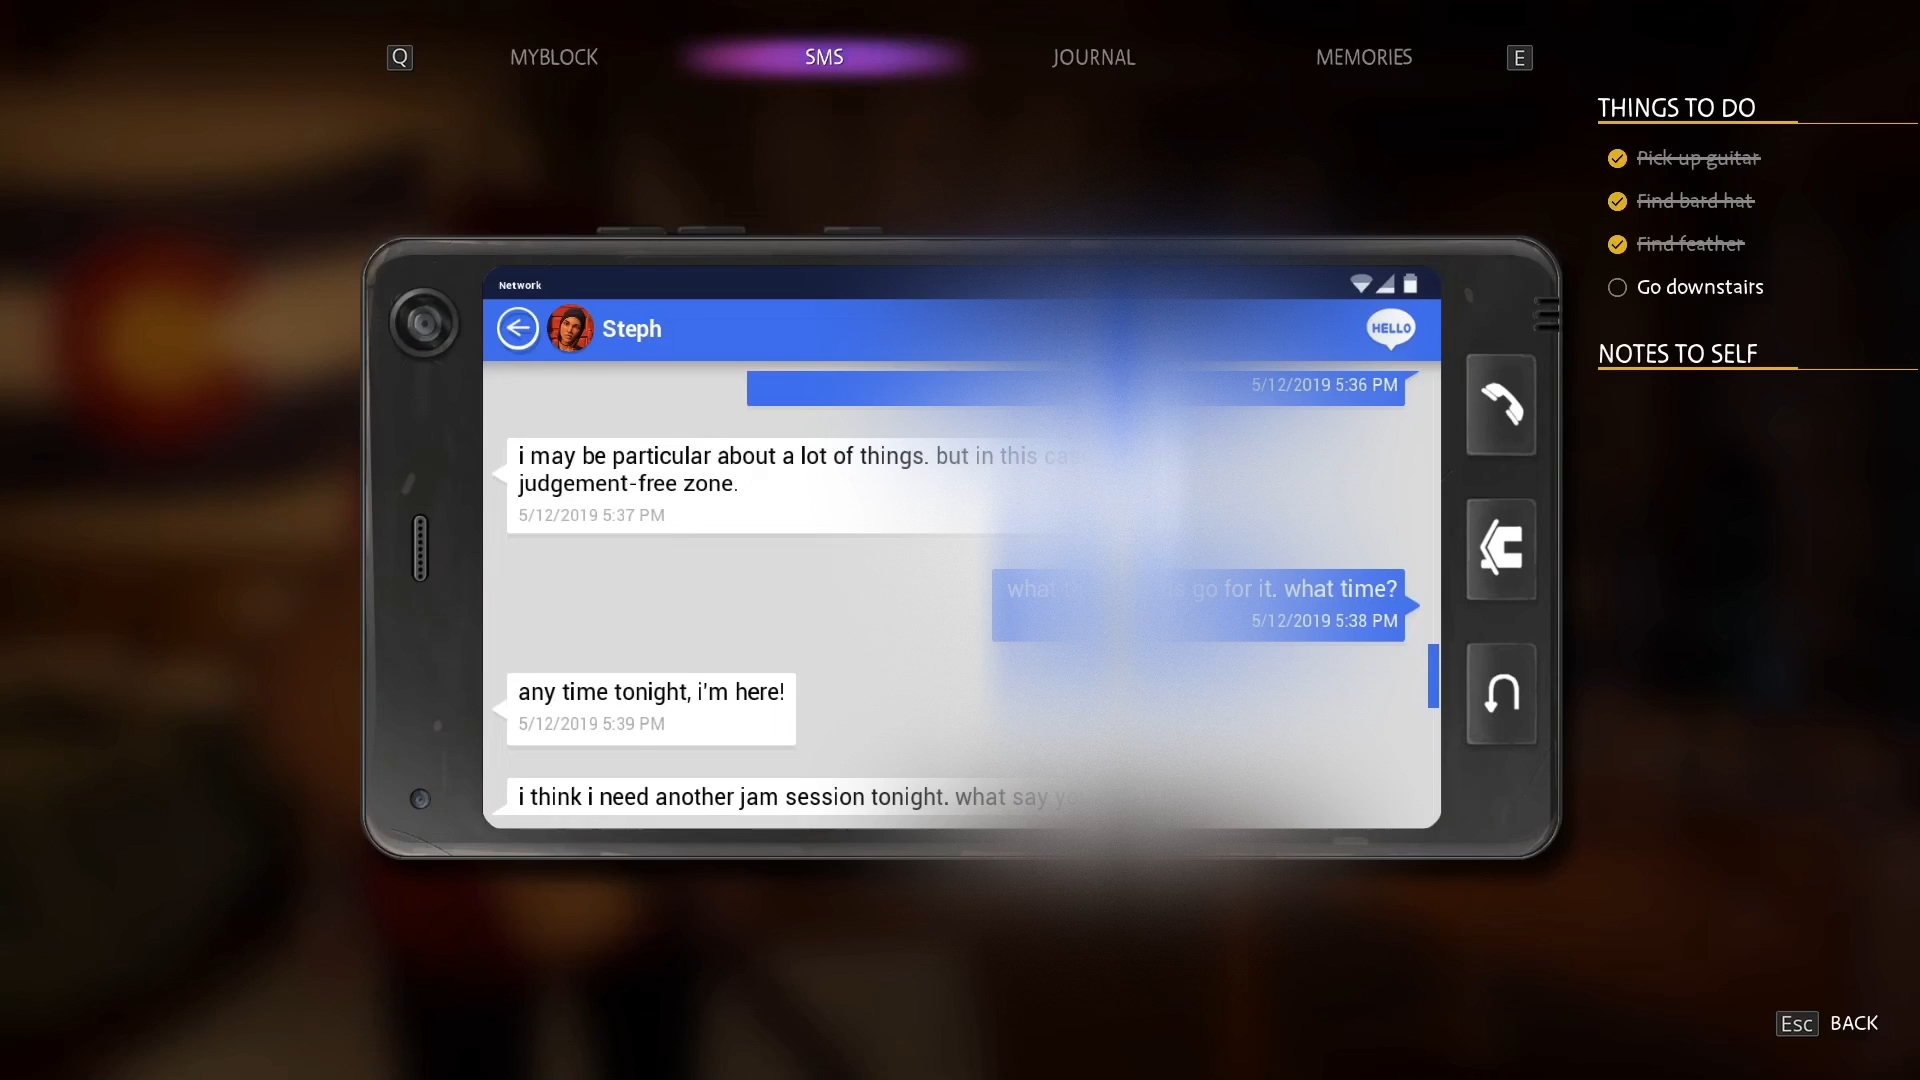 Q
MYBLOCK
SMS
JOURNAL
MEMORIES
E
THINGS TO DO
Pick up guitar
Find bard hat
Find feather
Go downstairs
NOTES TO SELF
Network
Steph
HELLO
5/12/2019 5:36 PM
i may be particular about a lot of things. but in this
judgement-free zone.
5/12/2019 5:37 PM
what go for it. what time?
5/12/2019 5:38 PM
any time tonight, i'm here!
5/12/2019 5:39 PM
i think i need another jam session tonight. what say
Esc BACK